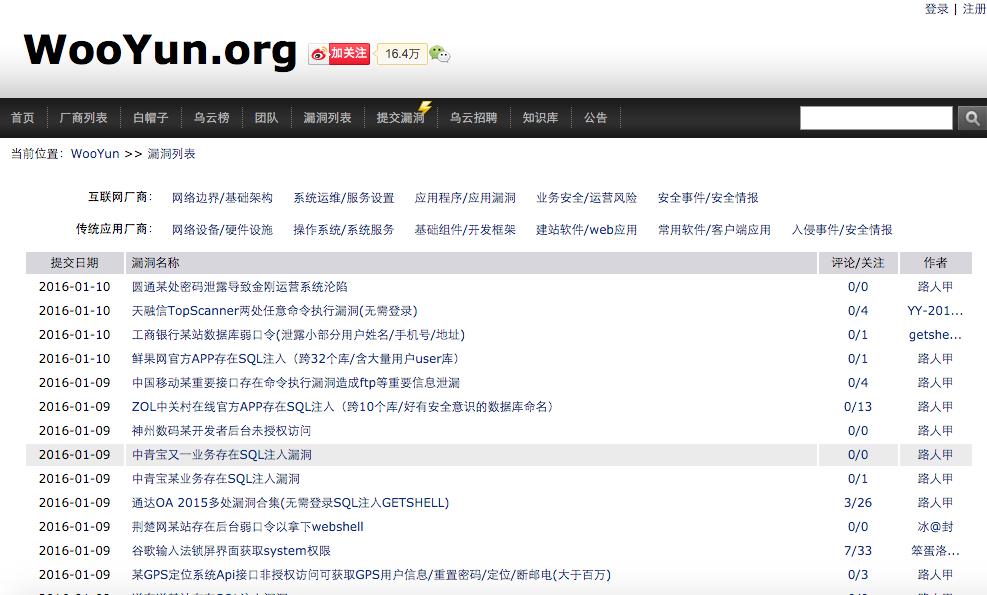 登录 | 注册
WooYun.org 加关注 16.4万
首页 厂商列表 白帽子 乌云榜 团队 漏洞列表 提交漏洞 乌云招聘 知识库 公告
当前位置： WooYun >> 漏洞列表
互联网厂商： 网络边界/基础架构 系统运维/服务设置 应用程序/应用漏洞 业务安全/运营风险 安全事件/安全情报
传统应用厂商： 网络设备/硬件设施 操作系统/系统服务 基础组件/开发框架 建站软件/web应用 常用软件/客户端应用 入侵事件/安全情报
提交日期 漏洞名称 评论/关注 作者
2016-01-10 圆通某处密码泄露导致金刚运营系统沦陷 0/0 路人甲
2016-01-10 天融信TopScanner两处任意命令执行漏洞(无需登录) 0/4 YY-201...
2016-01-10 工商银行某站数据库弱口令(泄露小部分用户姓名/手机号/地址) 0/1 getshe...
2016-01-10 鲜果网官方APP存在SQL注入（跨32个库/含大量用户user库） 0/1 路人甲
2016-01-09 中国移动某重要接口存在命令执行漏洞造成ftp等重要信息泄漏 0/4 路人甲
2016-01-09 ZOL中关村在线官方APP存在SQL注入（跨10个库/好有安全意识的数据库命名） 0/13 路人甲
2016-01-09 神州数码某开发者后台未授权访问 0/0 路人甲
2016-01-09 中青宝又一业务存在SQL注入漏洞 0/0 路人甲
2016-01-09 中青宝某业务存在SQL注入漏洞 0/1 路人甲
2016-01-09 通达OA 2015多处漏洞合集(无需登录SQL注入GETSHELL) 3/26 路人甲
2016-01-09 荆楚网某站存在后台弱口令以拿下webshell 0/0 冰@封
2016-01-09 谷歌输入法锁屏界面获取system权限 7/33 笨蛋洛...
2016-01-09 某GPS定位系统Api接口非授权访问可获取GPS用户信息/重置密码/定位/断邮电(大于百万) 0/3 路人甲